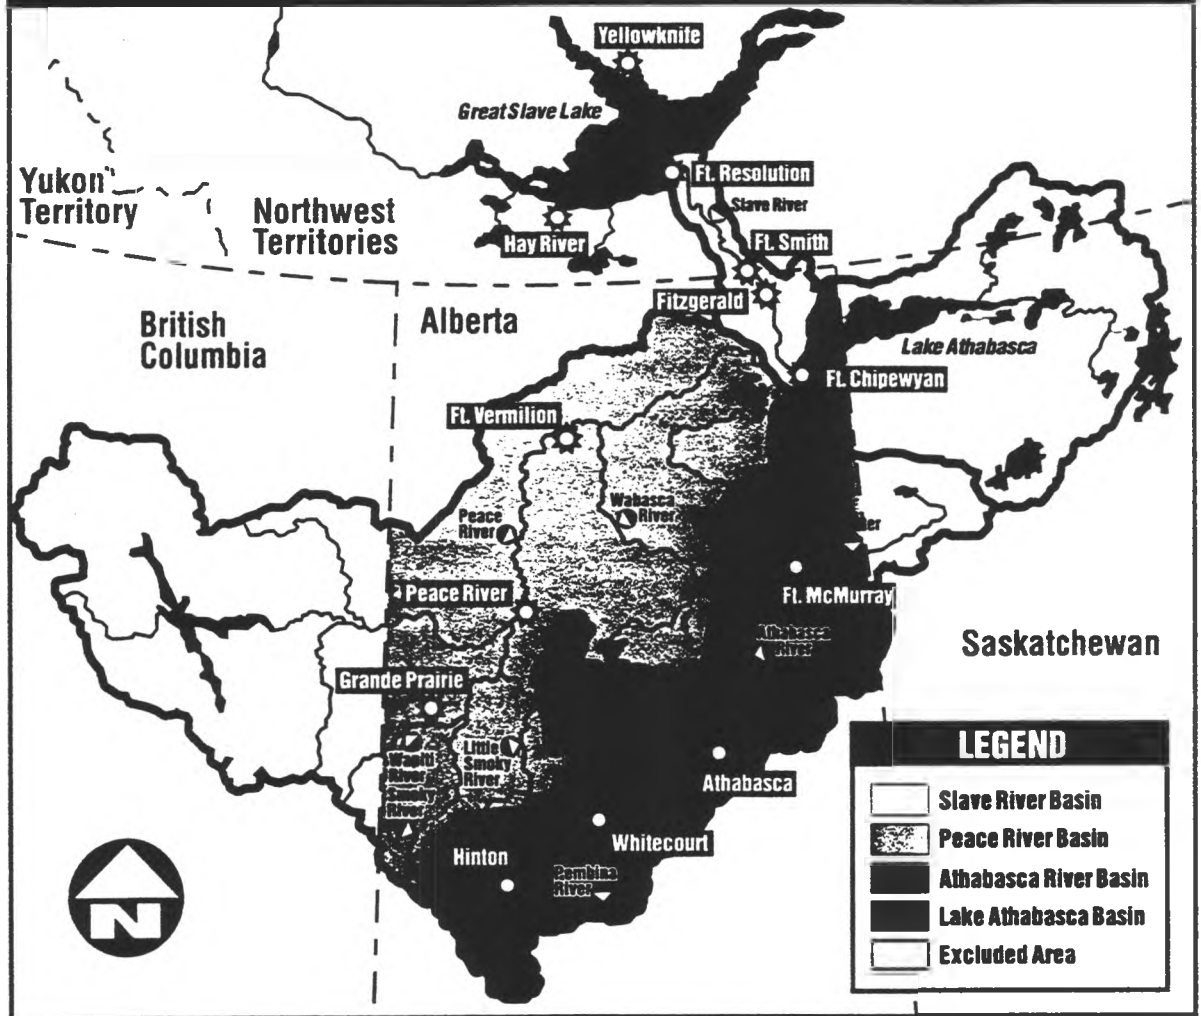 Yellowknife
Great Slave Lake
Ft. Resolution
Slave River
Yukon
Territory
Northwest
Territories
Hay River
Ft. Smith
Fitzgerald
British
Columbia
Alberta
Lake Athabasca
Ft. Chipewyan
Ft. Vermilion
Peace
River
Wabasca
River
Peace River
Ft. McMurray
Athabasca
River
Saskatchewan
Grande Prairie
Wapiti
River
Smoky
River
Little
Smoky
River
Athabasca
Whitecourt
Hinton
Pembina
River
N
LEGEND
Slave River Basin
Peace River Basin
Athabasca River Basin
Lake Athabasca Basin
Excluded Area